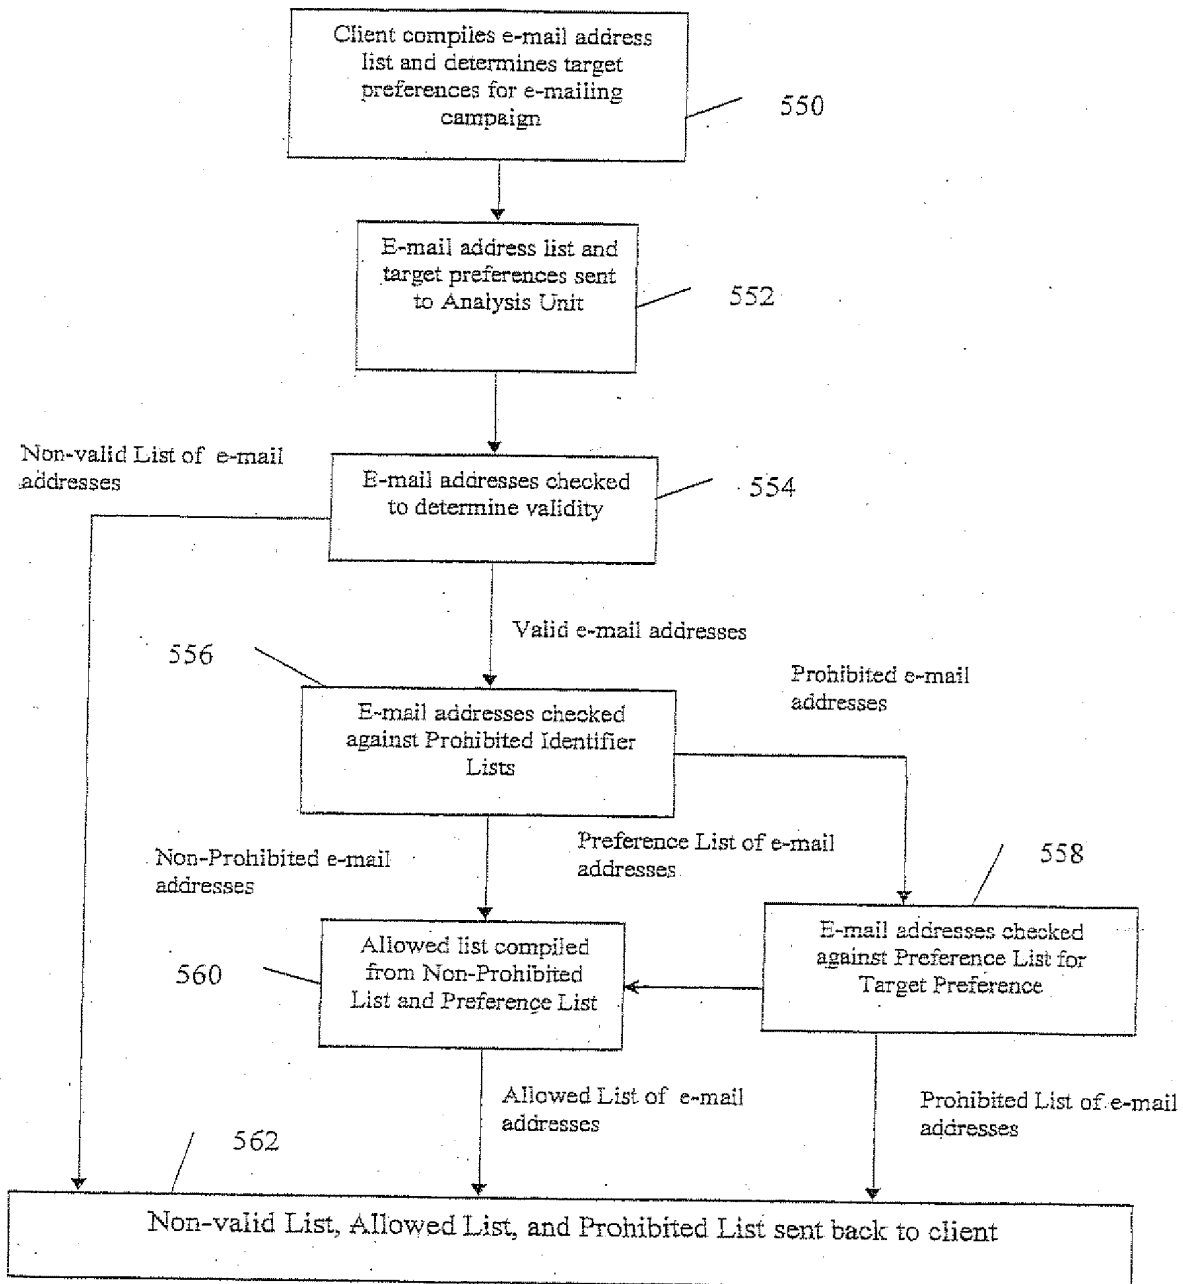 Client compiles e-mail address
list and determines target
preferences for e-mailing
campaign
550
E-mail address list and
target preferences sent
to Analysis Unit
552
Non-valid List of e-mail
addresses
E-mail addresses checked
to determine validity
554
Valid e-mail addresses
556
Prohibited e-mail
addresses
E-mail addresses checked
against Prohibited Identifier
Lists
Non-Prohibited e-mail
addresses
Preference List of e-mail
addresses
558
Allowed list compiled
from Non-Prohibited
List and Preference List
560
E-mail addresses checked
against Preference List for
Target Preference
Allowed List of e-mail
addresses
Prohibited List of e-mail
addresses
562
Non-valid List, Allowed List, and Prohibited List sent back to client